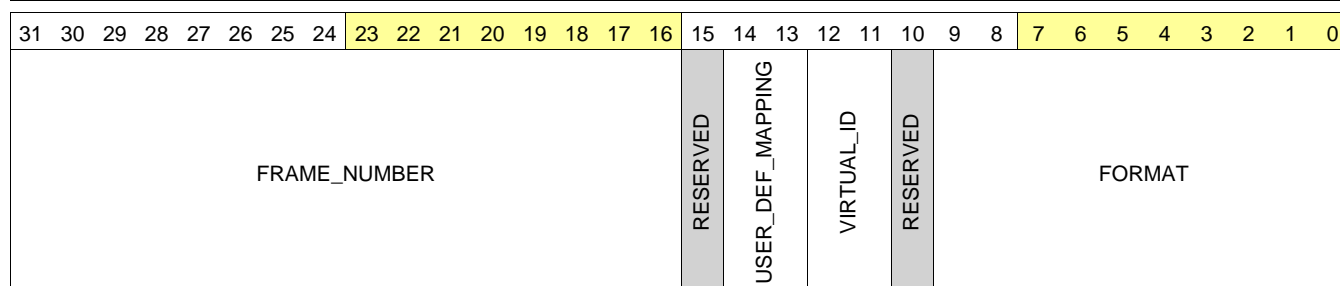 31 30 29 28 27 26 25 24 23 22 21 20 19 18 17 16 15 14 13 12 11 10 9 8 7 6 5 4 3 2 1 0
FRAME_NUMBER
RESERVED
USER_DEF_MAPPING
VIRTUAL_ID
RESERVED
FORMAT